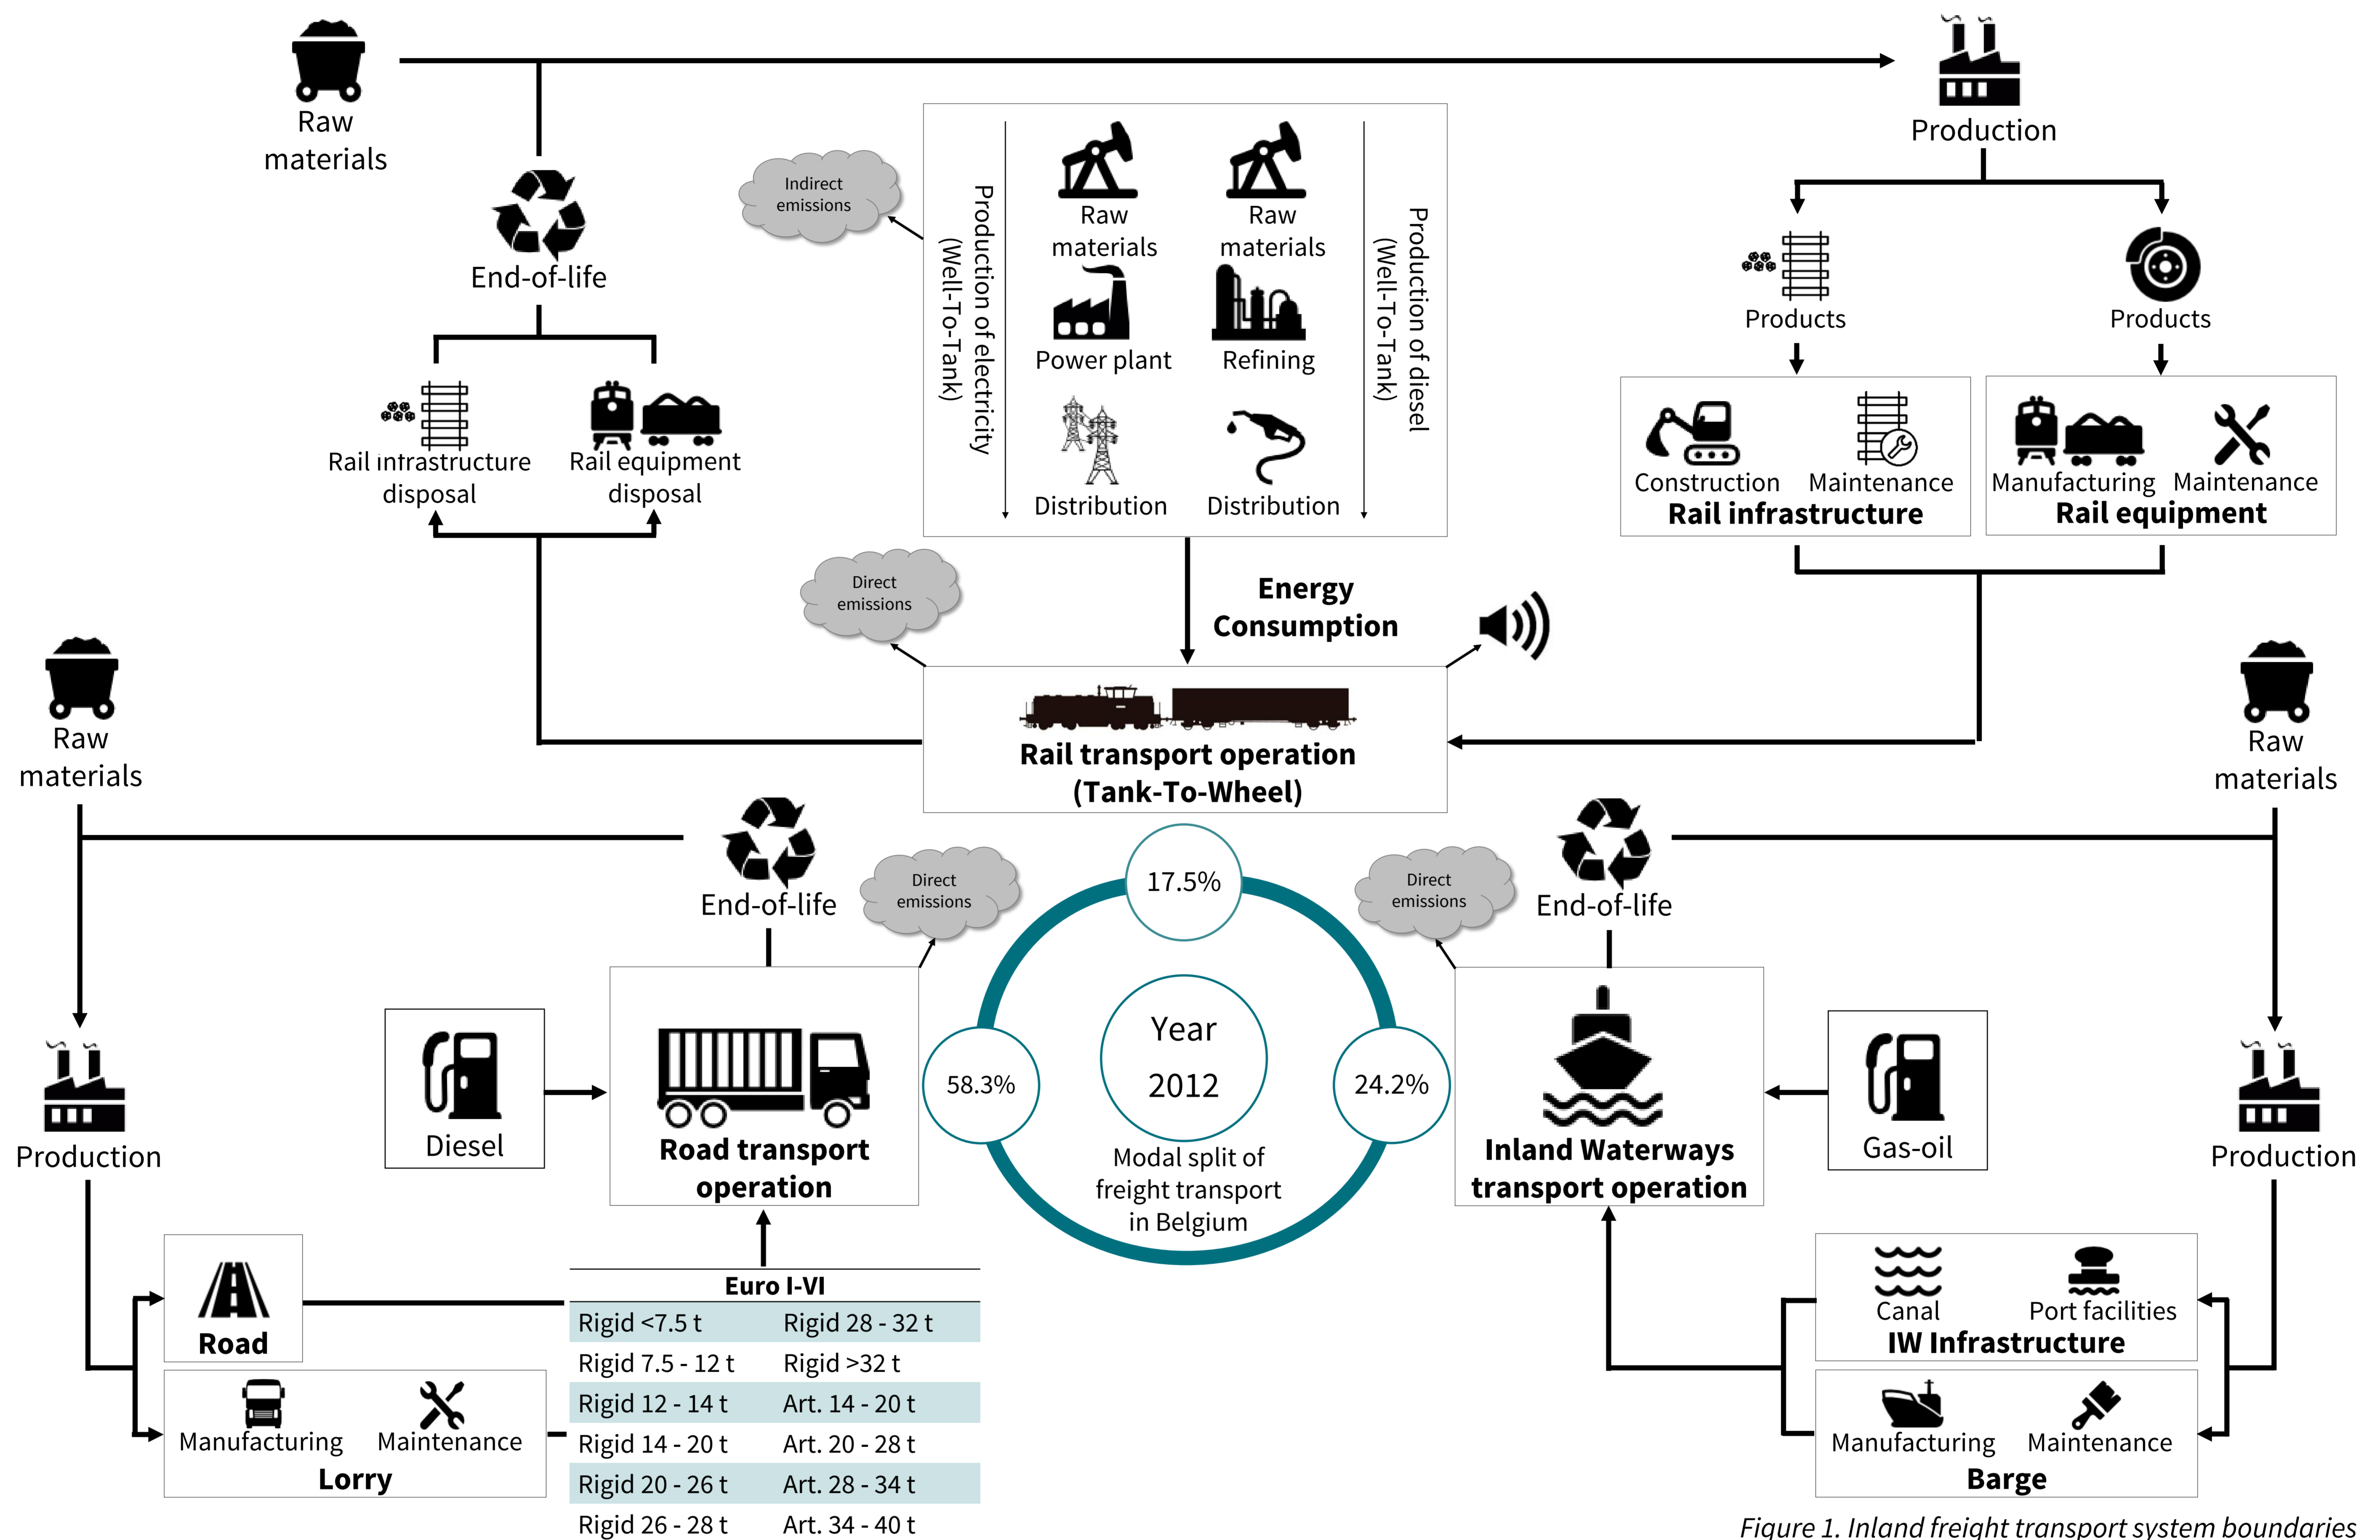 Raw
materials
Production
End-of-life
Rail infrastructure
disposal
Rail equipment
disposal
Indirect
emissions
Production of electricity
(Well-To-Tank)
Raw
materials
Power plant
Distribution
Raw
materials
Refining
Distribution
Production of diesel
(Well-To-Tank)
Products
Products
Construction
Maintenance
Rail infrastructure
Manufacturing
Maintenance
Rail equipment
Direct
emissions
Energy
Consumption
Rail transport operation
(Tank-To-Wheel)
Raw
materials
End-of-life
Direct
emissions
Production
Diesel
Road transport
operation
Road
Manufacturing
Maintenance
Lorry
Euro I-VI
Rigid <7.5 t Rigid 28 - 32 t
Rigid 7.5 - 12 t Rigid >32 t
Rigid 12 - 14 t Art. 14 - 20 t
Rigid 14 - 20 t Art. 20 - 28 t
Rigid 20 - 26 t Art. 28 - 34 t
Rigid 26 - 28 t Art. 34 - 40 t
17.5%
58.3%
24.2%
Year
2012
Modal split of
freight transport
in Belgium
Direct
emissions
End-of-life
Raw
materials
Inland Waterways
transport operation
Gas-oil
Production
Canal
Port facilities
IW Infrastructure
Manufacturing
Maintenance
Barge
Figure 1. Inland freight transport system boundaries